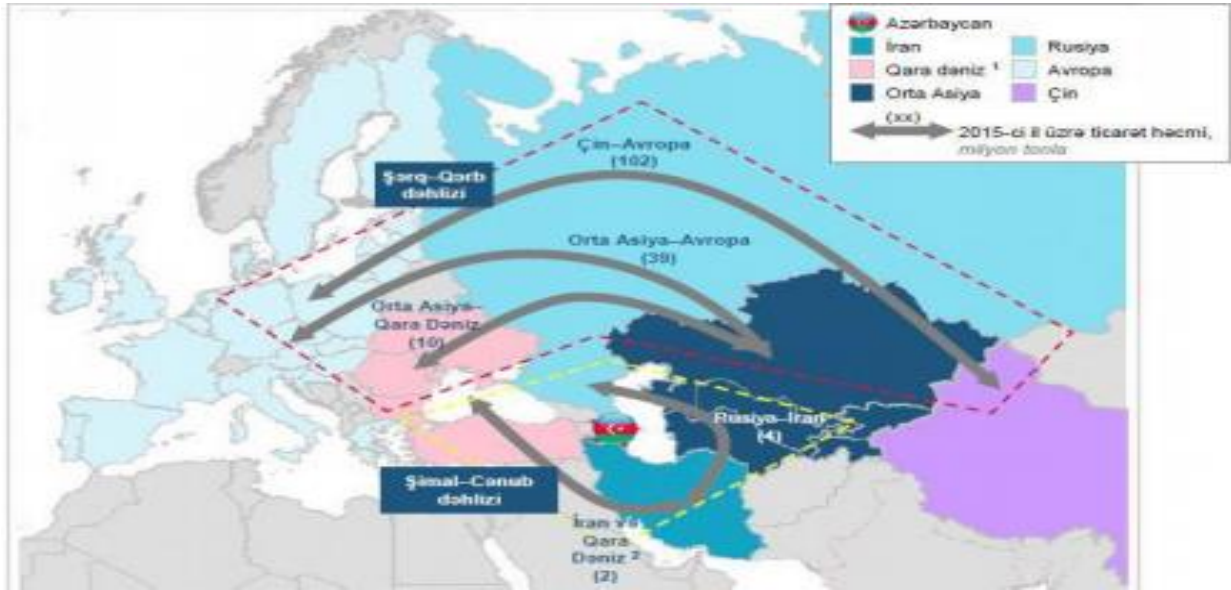 Azərbaycan
İran
Rusiya
Qara dəniz ¹
Avropa
Orta Asiya
Çin
(xx)
2015-ci il üzrə ticarət həcmi,
milyon tonla
Çin–Avropa
(102)
Şərq–Qərb
dəhlizi
Orta Asiya–Avropa
(39)
Orta Asiya–
Qara Dəniz
(10)
Rusiya–İran
(4)
Şimal–Cənub
dəhlizi
İran və
Qara
Dəniz ²
(2)